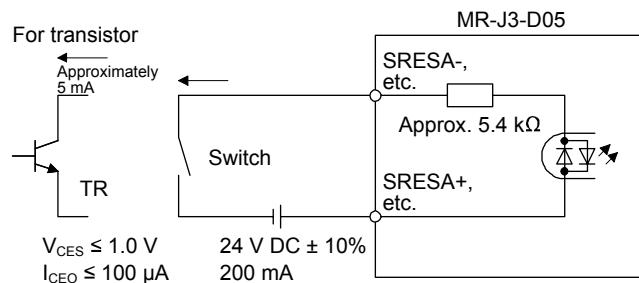 MR-J3-D05
For transistor
Approximately
5 mA
SRESA-,
etc.
Approx. 5.4 kΩ
Switch
TR
SRESA+,
etc.
VCES ≤ 1.0 V
ICEO ≤ 100 µA
24 V DC ± 10%
200 mA